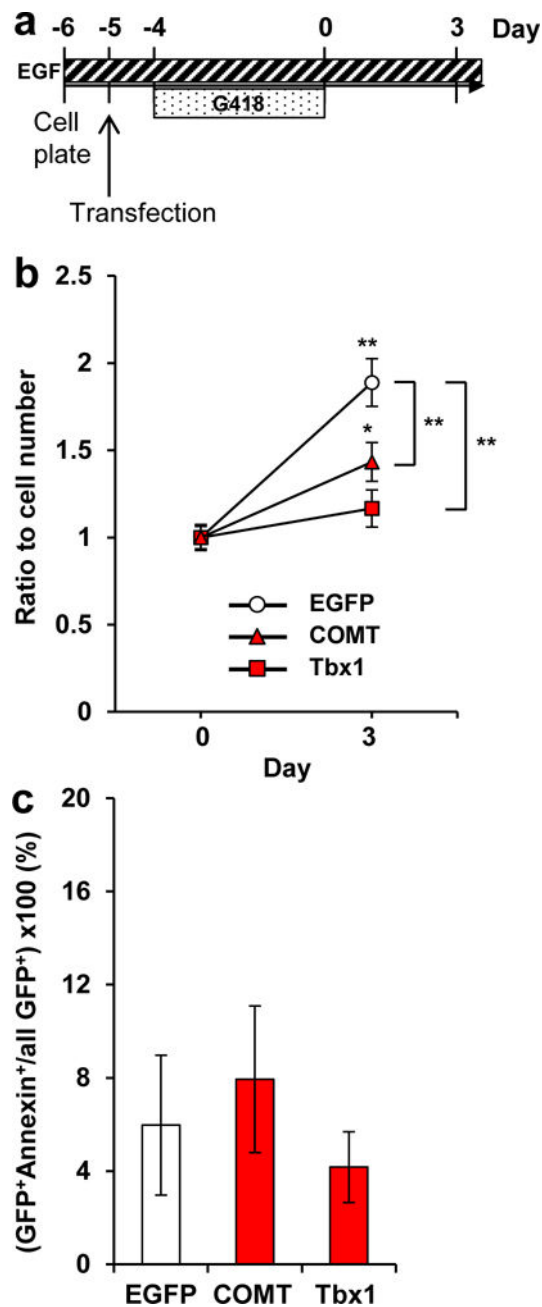 a
-6 -5 -4 0 3 Day
EGF
G418
Cell
plate
Transfection
b
Ratio to cell number
2.5
2
1.5
1
0.5
0
**
*
**
**
EGFP
COMT
Tbx1
0 3
Day
c
(GFP⁺Annexin⁺/all GFP⁺) x100 (%)
20
16
12
8
4
0
EGFP COMT Tbx1